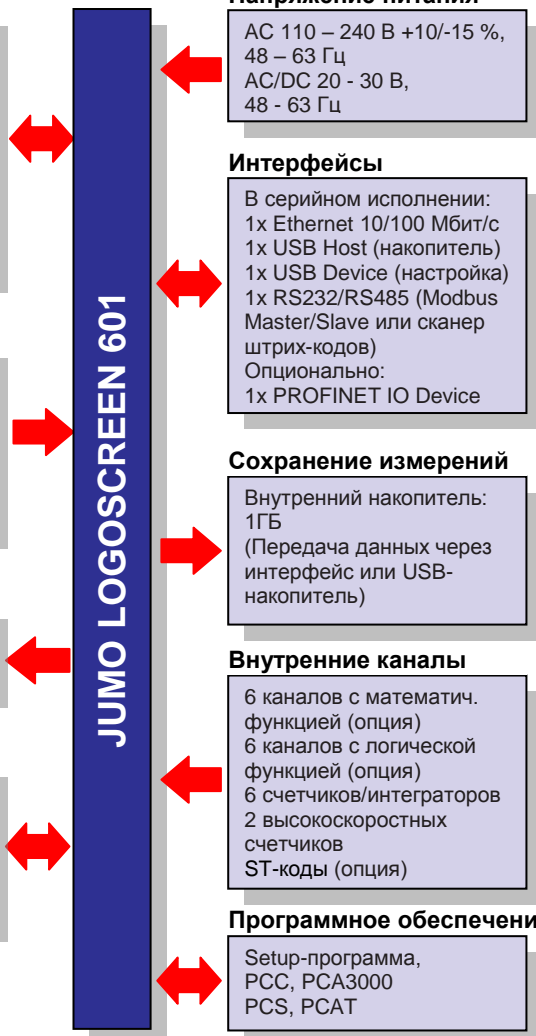 Напряжение питания
AC 110 – 240 В +10/-15 %,
48 – 63 Гц
AC/DC 20 - 30 В,
48 - 63 Гц
Интерфейсы
В серийном исполнении:
1x Ethernet 10/100 Мбит/с
1x USB Host (накопитель)
1x USB Device (настройка)
1x RS232/RS485 (Modbus
Master/Slave или сканер
штрих-кодов)
Опционально:
1x PROFINET IO Device
JUMO LOGOSCREEN 601
Сохранение измерений
Внутренний накопитель:
1ГБ
(Передача данных через
интерфейс или USB-
накопитель)
Внутренние каналы
6 каналов с математич.
функцией (опция)
6 каналов с логической
функцией (опция)
6 счетчиков/интеграторов
2 высокоскоростных
счетчиков
ST-коды (опция)
Программное обеспечени
Setup-программа,
PCC, PCA3000
PCS, PCAT